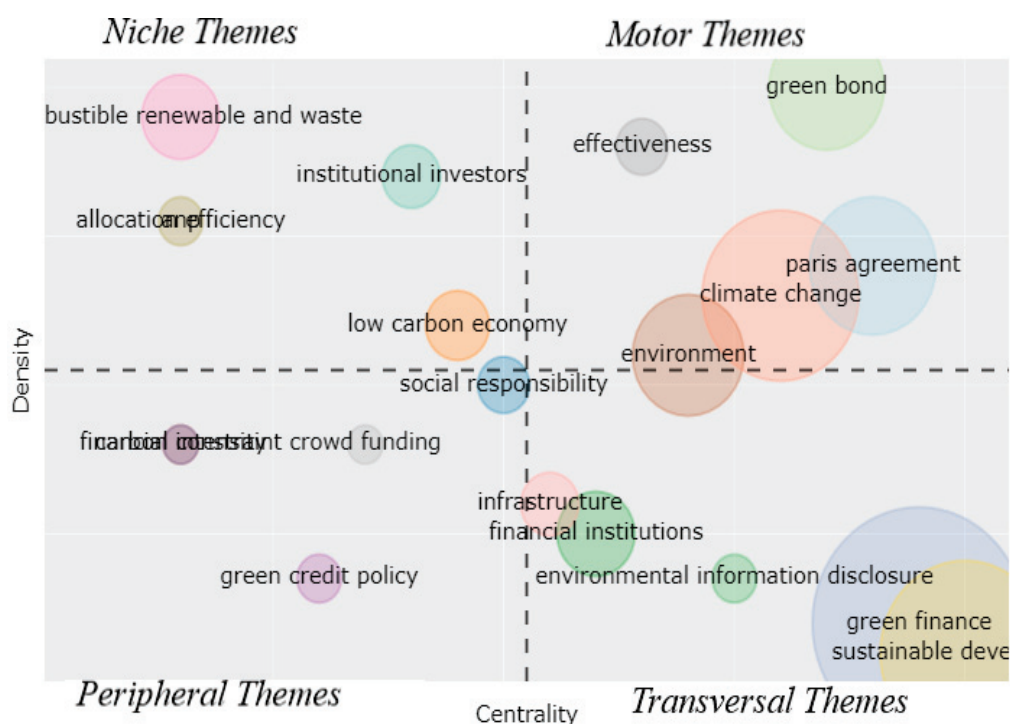 Niche Themes
Motor Themes
green bond
bustible renewable and waste
effectiveness
institutional investors
allocation efficiency
paris agreement
climate change
low carbon economy
environment
social responsibility
Density
carbon intensity
crowd funding
infrastructure
financial institutions
green credit policy
environmental information disclosure
green finance
sustainable deve
Peripheral Themes
Transversal Themes
Centrality